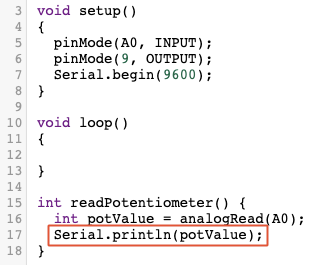 3 void setup()
4 {
5   pinMode(A0, INPUT);
6   pinMode(9, OUTPUT);
7   Serial.begin(9600);
8 }
9
10 void loop()
11 {
12
13 }
14
15 int readPotentiometer() {
16   int potValue = analogRead(A0);
17   Serial.println(potValue);
18 }